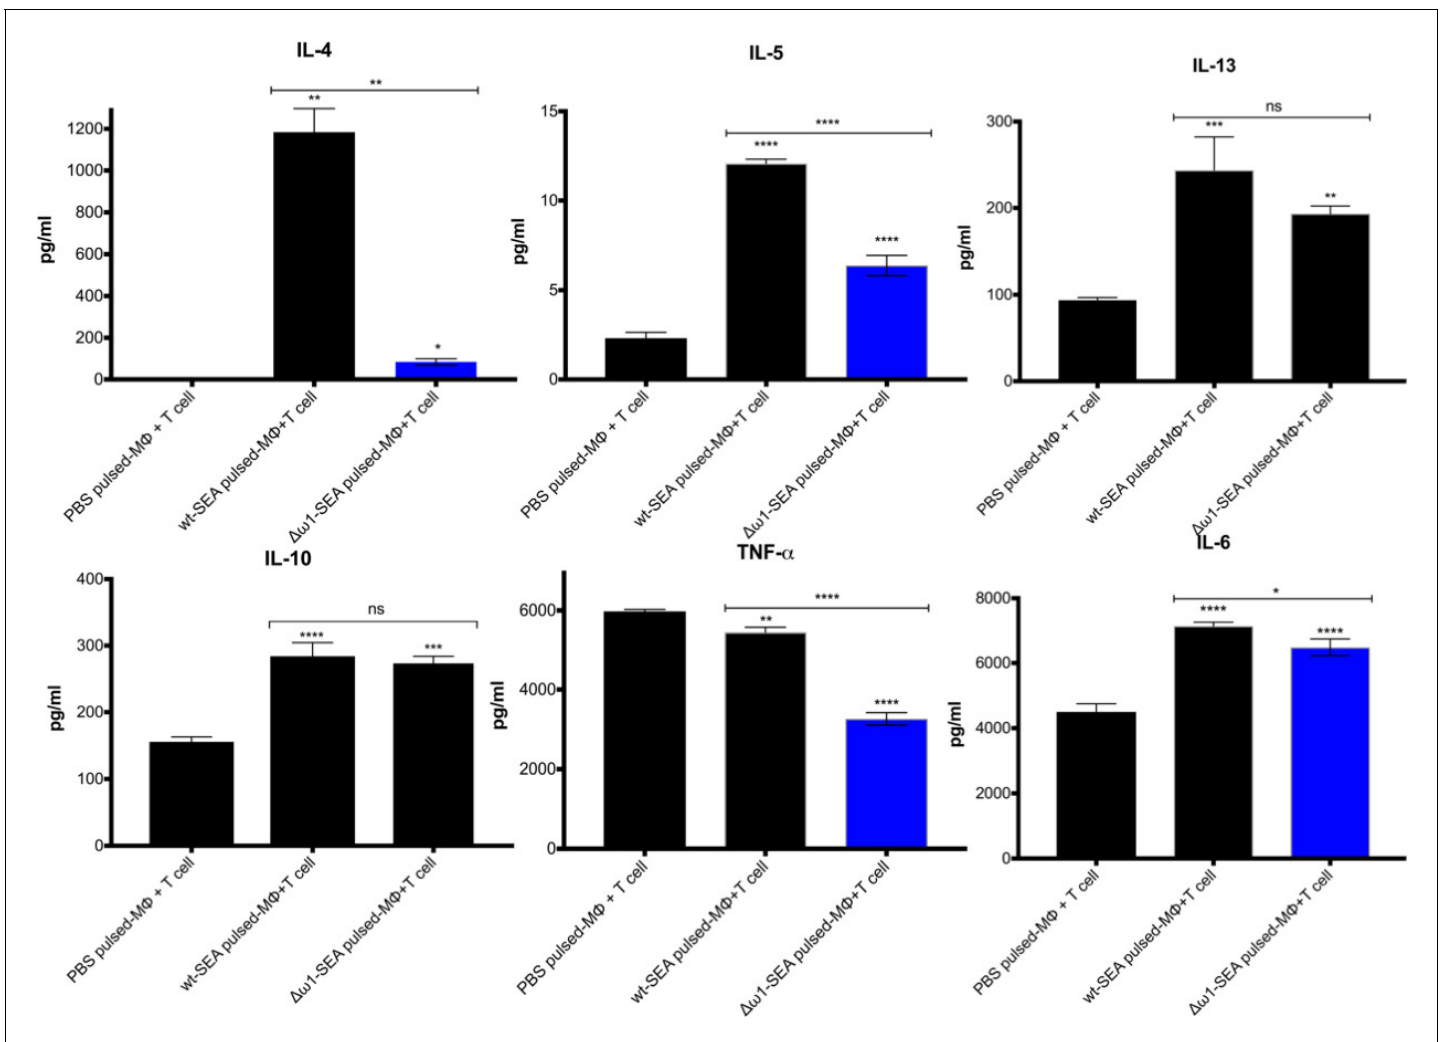 IL-4
**
**
*
1200
1000
800
600
400
200
0
pg/ml
PBS pulsed-MΦ + T cell
wt-SEA pulsed-MΦ+T cell
Δω1-SEA pulsed-MΦ+T cell
IL-5
****
****
****
15
10
5
0
pg/ml
PBS pulsed-MΦ + T cell
wt-SEA pulsed-MΦ+T cell
Δω1-SEA pulsed-MΦ+T cell
IL-13
ns
***
**
300
200
100
0
pg/ml
PBS pulsed-MΦ + T cell
wt-SEA pulsed-MΦ+T cell
Δω1-SEA pulsed-MΦ+T cell
IL-10
ns
****
***
400
300
200
100
0
pg/ml
PBS pulsed-MΦ + T cell
wt-SEA pulsed-MΦ+T cell
Δω1-SEA pulsed-MΦ+T cell
TNF-α
****
**
****
6000
4000
2000
0
pg/ml
PBS pulsed-MΦ + T cell
wt-SEA pulsed-MΦ+T cell
Δω1-SEA pulsed-MΦ+T cell
IL-6
*
****
****
8000
6000
4000
2000
0
pg/ml
PBS pulsed-MΦ + T cell
wt-SEA pulsed-MΦ+T cell
Δω1-SEA pulsed-MΦ+T cell